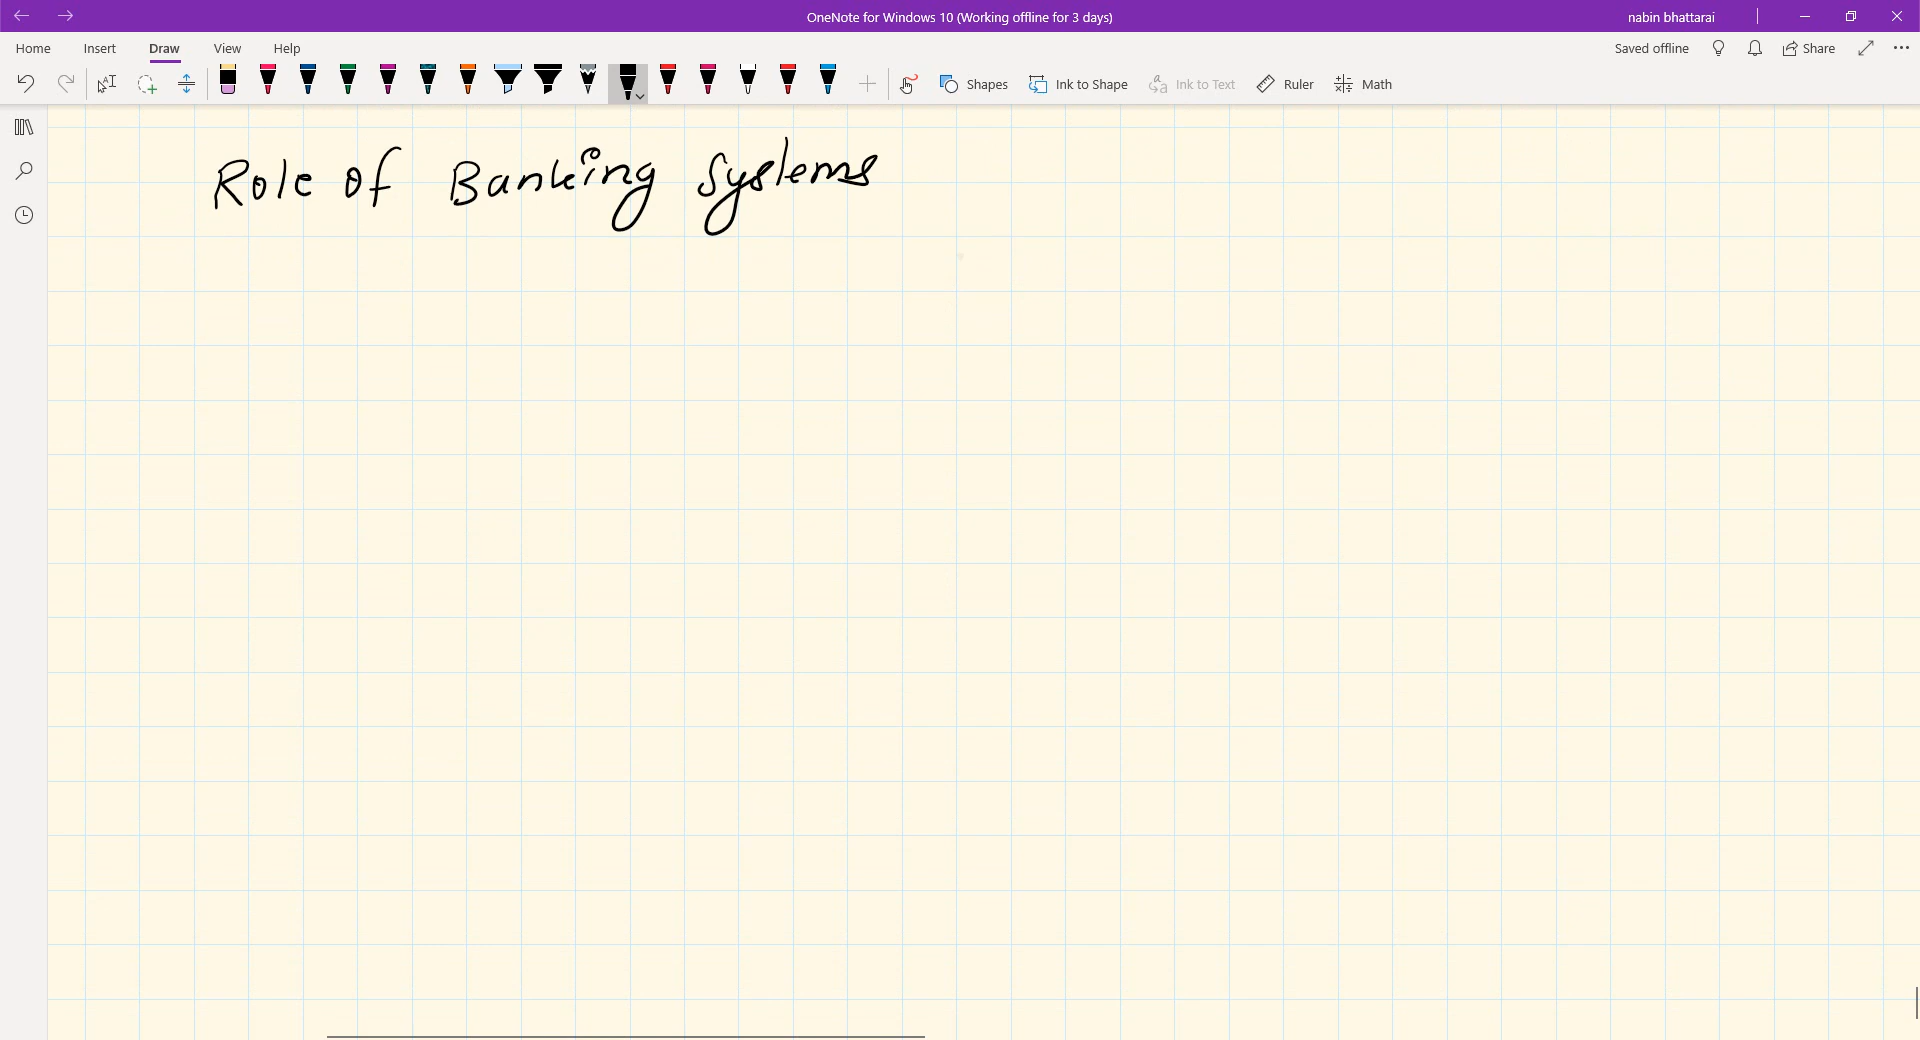 OneNote for Windows 10 (Working offline for 3 days)
nabin bhattarai
Home Insert Draw View Help
Saved offline Share
Shapes Ink to Shape Ink to Text Ruler Math
Role of Banking Systems